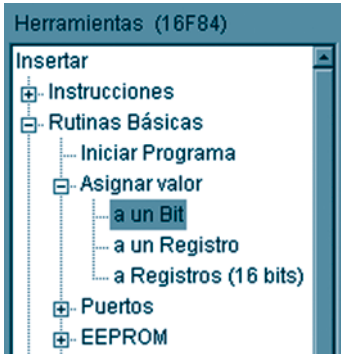 Herramientas (16F84)
Insertar
Instrucciones
Rutinas Básicas
Iniciar Programa
Asignar valor
a un Bit
a un Registro
a Registros (16 bits)
Puertos
EEPROM